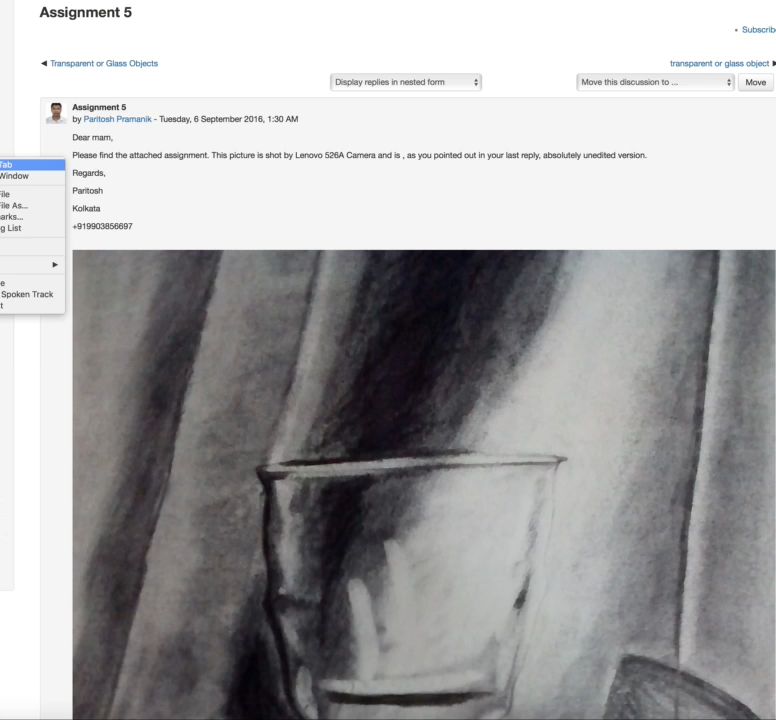 Assignment 5
• Subscribe
◀ Transparent or Glass Objects
transparent or glass object ▶
Display replies in nested form
Move this discussion to ...
Move
Assignment 5
by Paritosh Pramanik - Tuesday, 6 September 2016, 1:30 AM
Dear mam,
Please find the attached assignment. This picture is shot by Lenovo 526A Camera and is , as you pointed out in your last reply, absolutely unedited version.
Regards,
Paritosh
Kolkata
+919903856697
Tab
Window
File
File As...
g List
Spoken Track